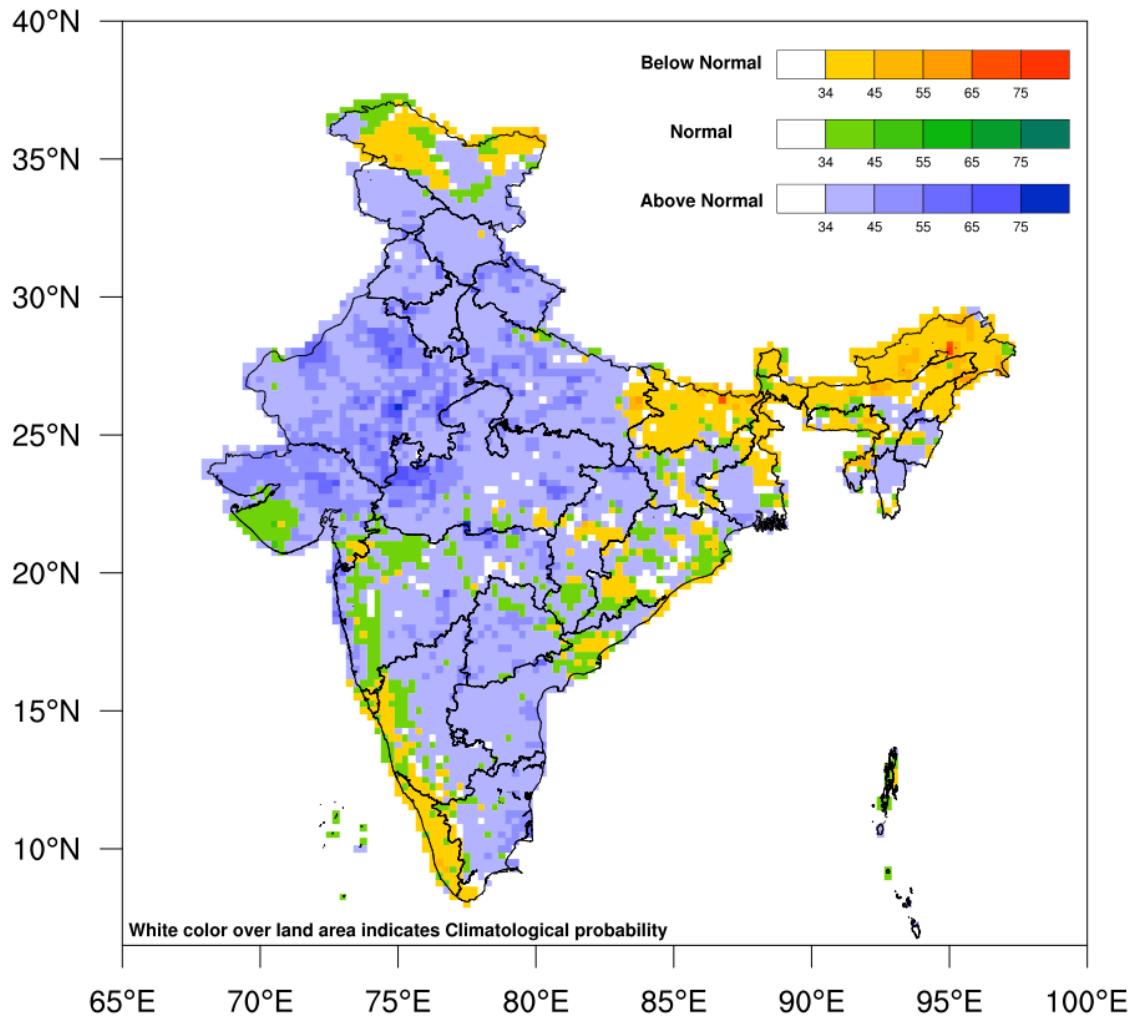 40°N
Below Normal
34 45 55 65 75
35°N
Normal
34 45 55 65 75
Above Normal
34 45 55 65 75
30°N
25°N
20°N
15°N
10°N
White color over land area indicates Climatological probability
65°E 70°E 75°E 80°E 85°E 90°E 95°E 100°E